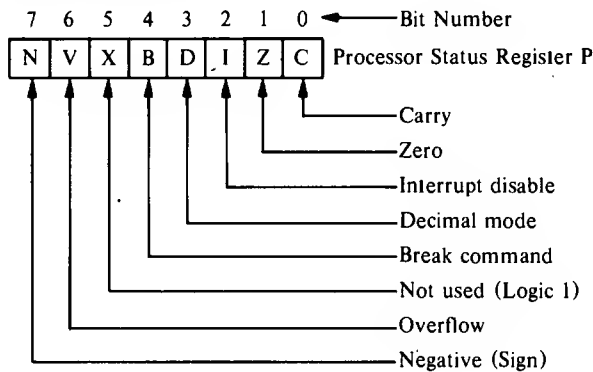 7 6 5 4 3 2 1 0 Bit Number
N V X B D I Z C Processor Status Register P
Carry
Zero
Interrupt disable
Decimal mode
Break command
Not used (Logic 1)
Overflow
Negative (Sign)